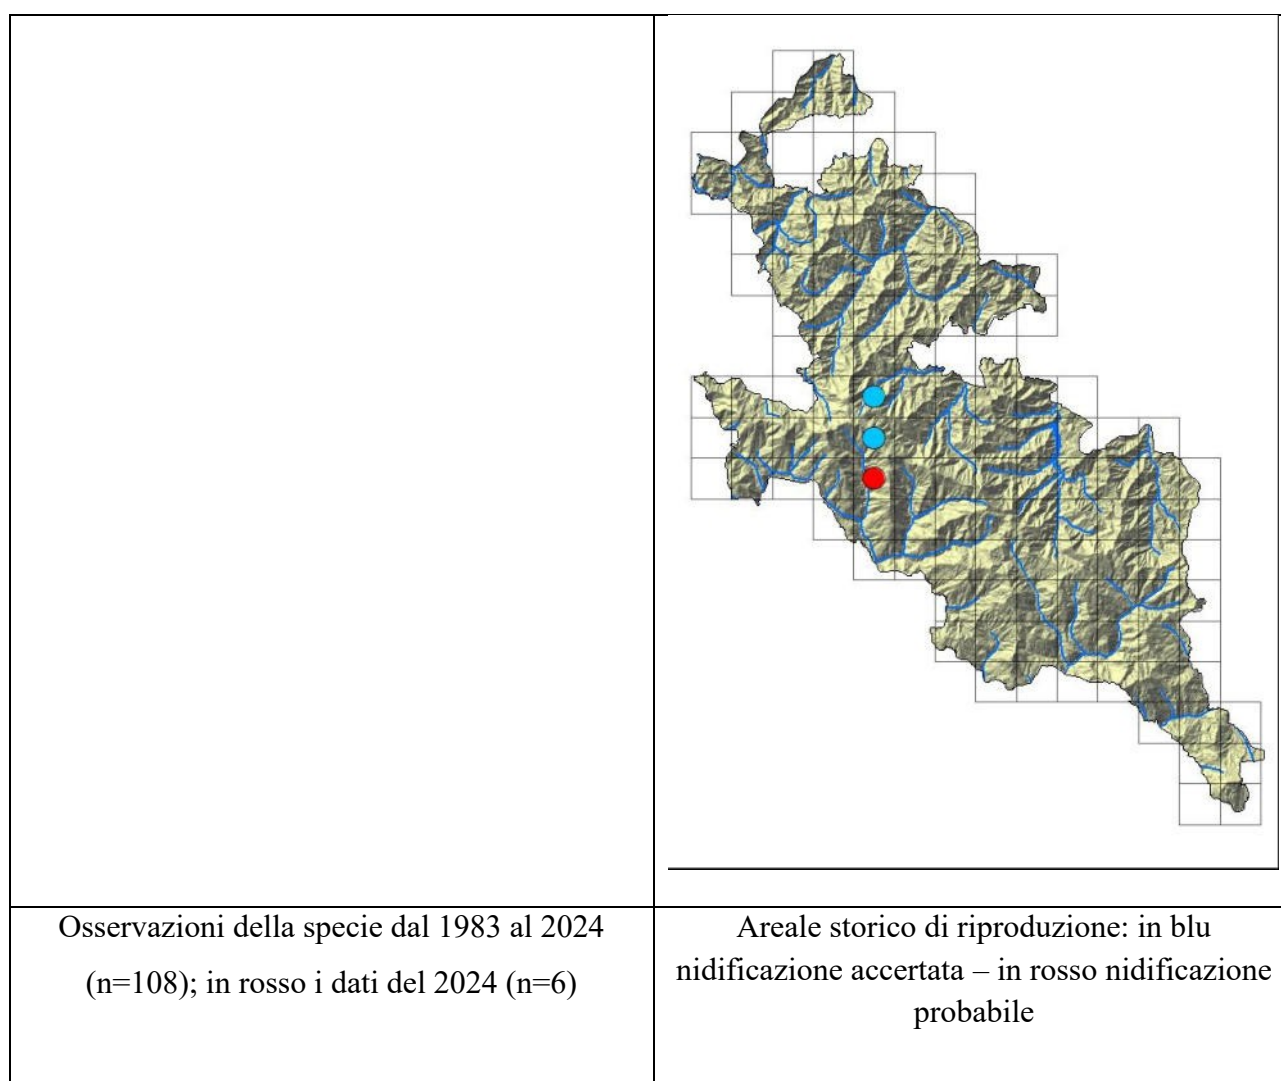 Osservazioni della specie dal 1983 al 2024
(n=108); in rosso i dati del 2024 (n=6)
Areale storico di riproduzione: in blu
nidificazione accertata – in rosso nidificazione
probabile